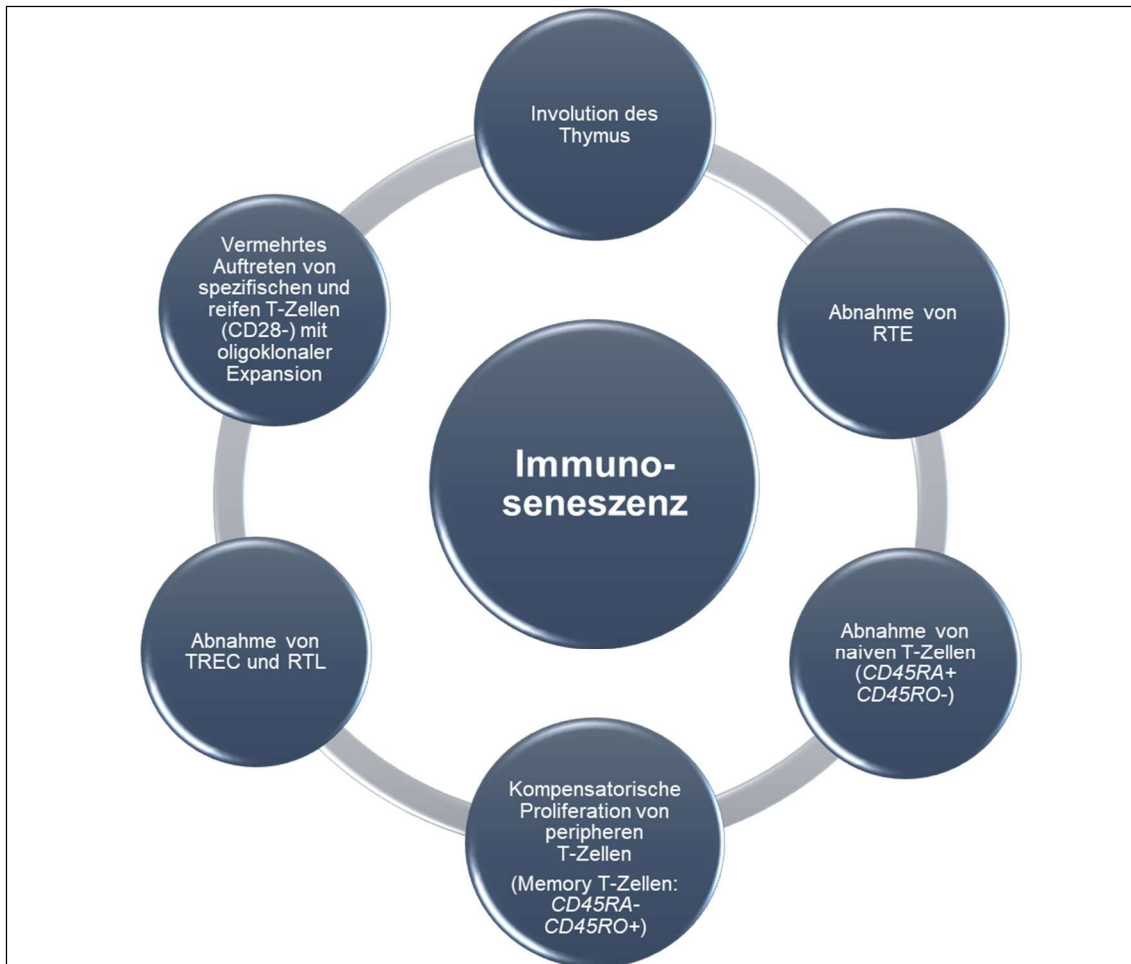 Involution des
Thymus
Abnahme von
RTE
Abnahme von
naiven T-Zellen
(CD45RA+
CD45RO-)
Kompensatorische
Proliferation von
peripheren
T-Zellen
(Memory T-Zellen:
CD45RA-
CD45RO+)
Abnahme von
TREC und RTL
Vermehrtes
Auftreten von
spezifischen und
reifen T-Zellen
(CD28-) mit
oligoklonaler
Expansion
Immuno-
seneszenz